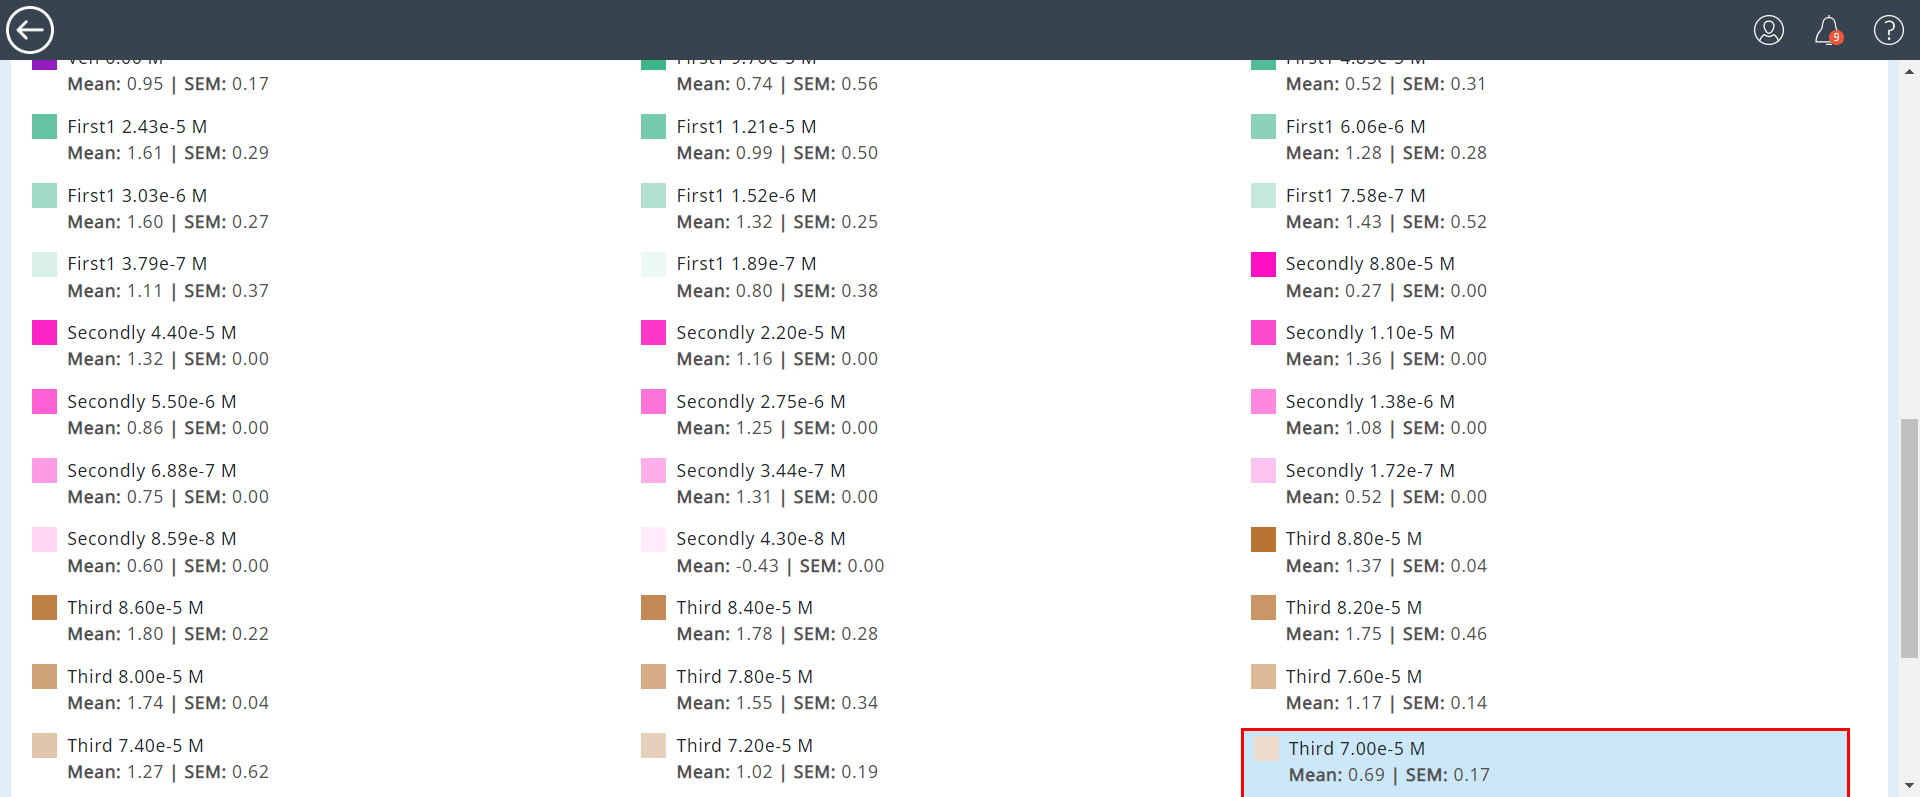 9
Veh 0.00 M
Mean: 0.95 | SEM: 0.17
First1 9.70e-5 M
Mean: 0.74 | SEM: 0.56
First1 4.85e-5 M
Mean: 0.52 | SEM: 0.31
First1 2.43e-5 M
Mean: 1.61 | SEM: 0.29
First1 1.21e-5 M
Mean: 0.99 | SEM: 0.50
First1 6.06e-6 M
Mean: 1.28 | SEM: 0.28
First1 3.03e-6 M
Mean: 1.60 | SEM: 0.27
First1 1.52e-6 M
Mean: 1.32 | SEM: 0.25
First1 7.58e-7 M
Mean: 1.43 | SEM: 0.52
First1 3.79e-7 M
Mean: 1.11 | SEM: 0.37
First1 1.89e-7 M
Mean: 0.80 | SEM: 0.38
Secondly 8.80e-5 M
Mean: 0.27 | SEM: 0.00
Secondly 4.40e-5 M
Mean: 1.32 | SEM: 0.00
Secondly 2.20e-5 M
Mean: 1.16 | SEM: 0.00
Secondly 1.10e-5 M
Mean: 1.36 | SEM: 0.00
Secondly 5.50e-6 M
Mean: 0.86 | SEM: 0.00
Secondly 2.75e-6 M
Mean: 1.25 | SEM: 0.00
Secondly 1.38e-6 M
Mean: 1.08 | SEM: 0.00
Secondly 6.88e-7 M
Mean: 0.75 | SEM: 0.00
Secondly 3.44e-7 M
Mean: 1.31 | SEM: 0.00
Secondly 1.72e-7 M
Mean: 0.52 | SEM: 0.00
Secondly 8.59e-8 M
Mean: 0.60 | SEM: 0.00
Secondly 4.30e-8 M
Mean: -0.43 | SEM: 0.00
Third 8.80e-5 M
Mean: 1.37 | SEM: 0.04
Third 8.60e-5 M
Mean: 1.80 | SEM: 0.22
Third 8.40e-5 M
Mean: 1.78 | SEM: 0.28
Third 8.20e-5 M
Mean: 1.75 | SEM: 0.46
Third 8.00e-5 M
Mean: 1.74 | SEM: 0.04
Third 7.80e-5 M
Mean: 1.55 | SEM: 0.34
Third 7.60e-5 M
Mean: 1.17 | SEM: 0.14
Third 7.40e-5 M
Mean: 1.27 | SEM: 0.62
Third 7.20e-5 M
Mean: 1.02 | SEM: 0.19
Third 7.00e-5 M
Mean: 0.69 | SEM: 0.17